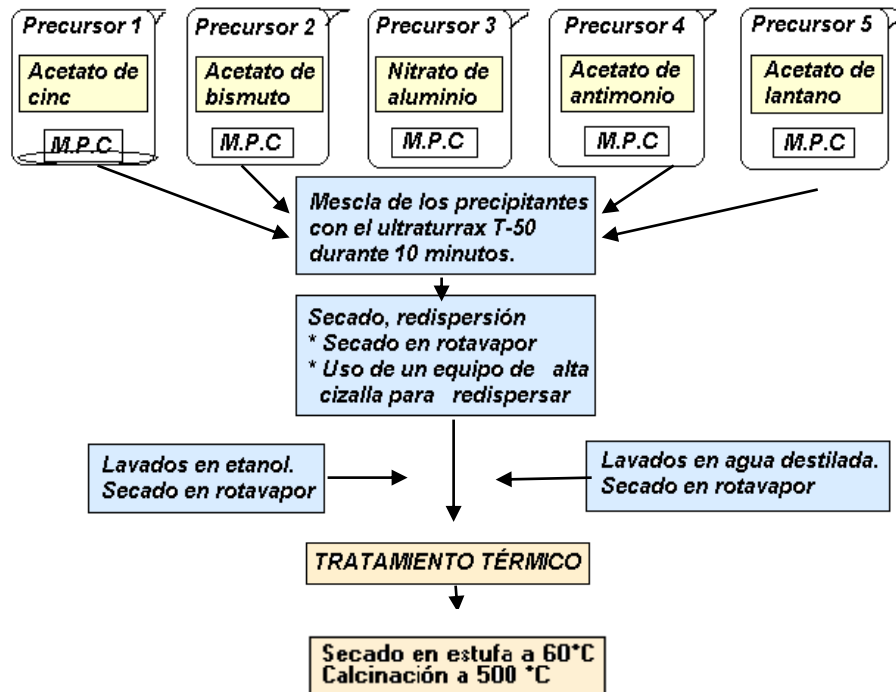 Precursor 1
Acetato de
cinc
M.P.C
Precursor 2
Acetato de
bismuto
M.P.C
Precursor 3
Nitrato de
aluminio
M.P.C
Precursor 4
Acetato de
antimonio
M.P.C
Precursor 5
Acetato de
lantano
M.P.C
Mescla de los precipitantes
con el ultraturrax T-50
durante 10 minutos.
Secado, redispersión
* Secado en rotavapor
* Uso de un equipo de alta
cizalla para redispersar
Lavados en etanol.
Secado en rotavapor
Lavados en agua destilada.
Secado en rotavapor
TRATAMIENTO TÉRMICO
Secado en estufa a 60°C
Calcinación a 500 °C